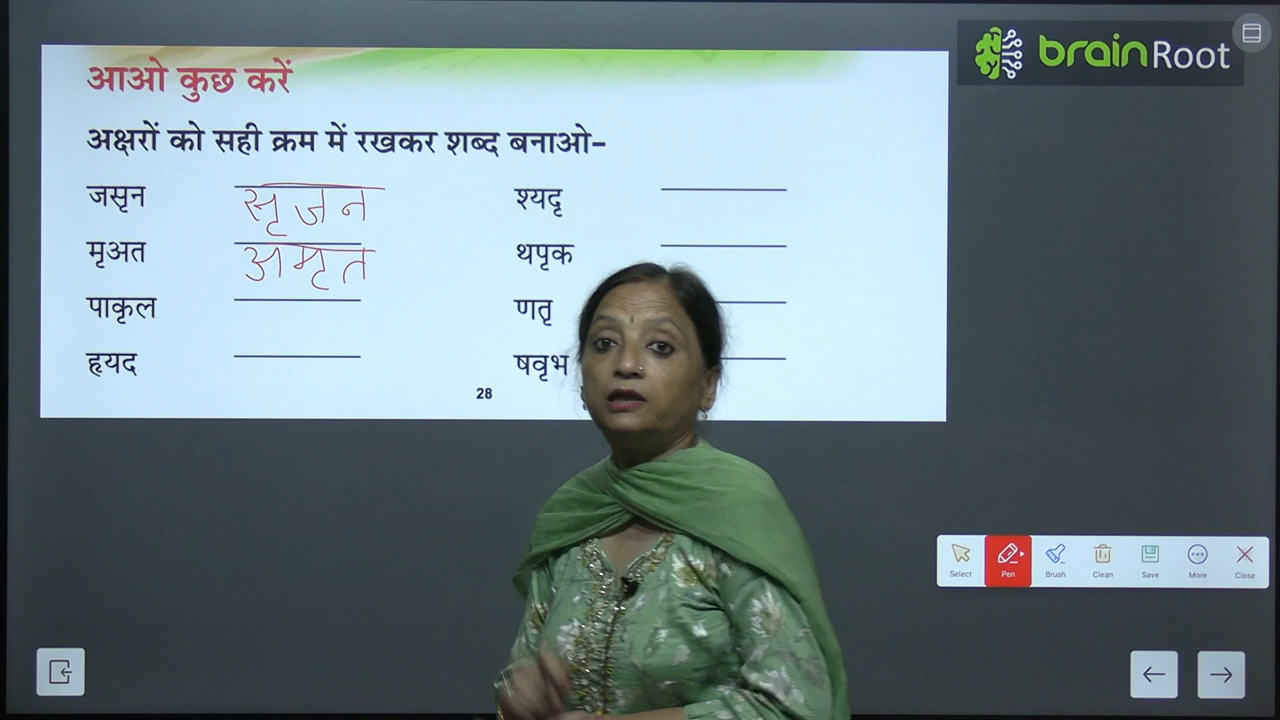 brainRoot
आओ कुछ करें
अक्षरों को सही क्रम में रखकर शब्द बनाओ-
जसृन सृजन श्यदृ
मृअत अमृत थपृक
पाकृल णतृ
हृयद षवृभ
28
Select Pen Brush Clean Save More Close